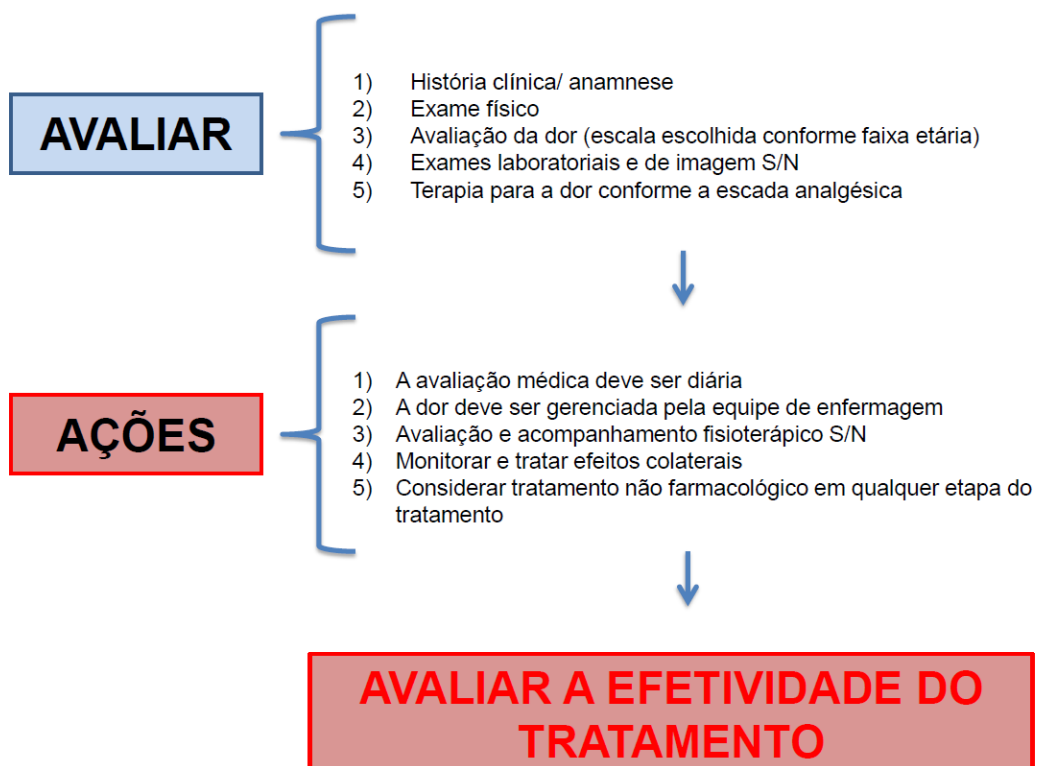 AVALIAR
1) História clínica/ anamnese
2) Exame físico
3) Avaliação da dor (escala escolhida conforme faixa etária)
4) Exames laboratoriais e de imagem S/N
5) Terapia para a dor conforme a escada analgésica
AÇÕES
1) A avaliação médica deve ser diária
2) A dor deve ser gerenciada pela equipe de enfermagem
3) Avaliação e acompanhamento fisioterápico S/N
4) Monitorar e tratar efeitos colaterais
5) Considerar tratamento não farmacológico em qualquer etapa do
tratamento
AVALIAR A EFETIVIDADE DO
TRATAMENTO